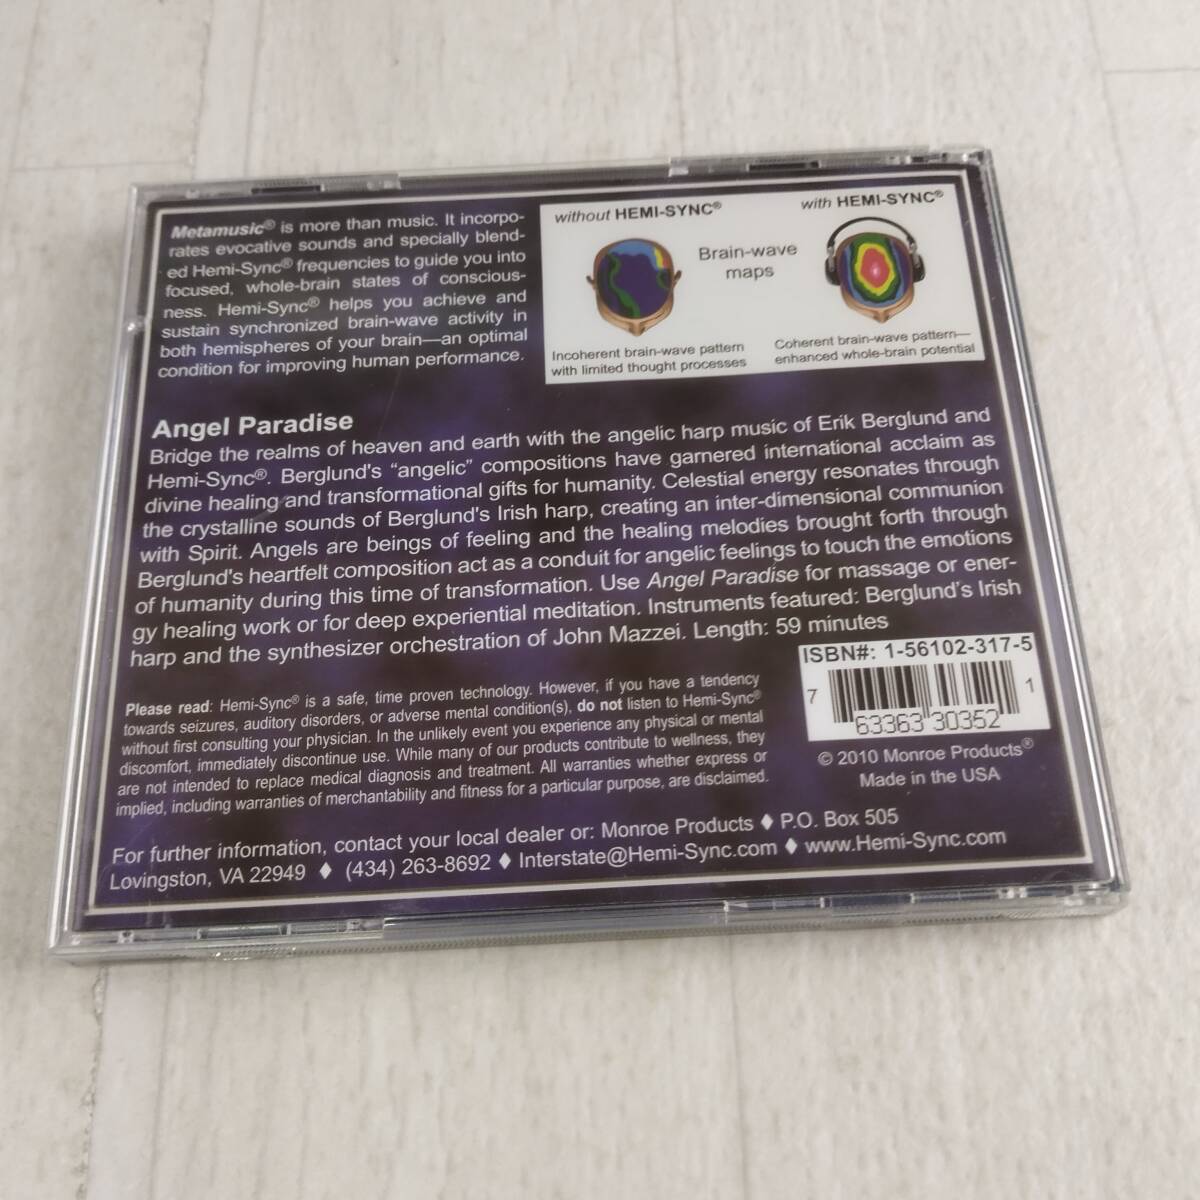 Metamusic® is more than music. It incorpo-
rates evocative sounds and specially blend-
ed Hemi-Sync® frequencies to guide you into
focused, whole-brain states of conscious-
ness. Hemi-Sync® helps you achieve and
sustain synchronized brain-wave activity in
both hemispheres of your brain—an optimal
condition for improving human performance.
without HEMI-SYNC®
with HEMI-SYNC®
Brain-wave
maps
Incoherent brain-wave pattern
with limited thought processes
Coherent brain-wave pattern—
enhanced whole-brain potential
Angel Paradise
Bridge the realms of heaven and earth with the angelic harp music of Erik Berglund and
Hemi-Sync®. Berglund's “angelic” compositions have garnered international acclaim as
divine healing and transformational gifts for humanity. Celestial energy resonates through
the crystalline sounds of Berglund's Irish harp, creating an inter-dimensional communion
with Spirit. Angels are beings of feeling and the healing melodies brought forth through
Berglund's heartfelt composition act as a conduit for angelic feelings to touch the emotions
of humanity during this time of transformation. Use Angel Paradise for massage or ener-
gy healing work or for deep experiential meditation. Instruments featured: Berglund's Irish
harp and the synthesizer orchestration of John Mazzei. Length: 59 minutes
Please read: Hemi-Sync® is a safe, time proven technology. However, if you have a tendency
towards seizures, auditory disorders, or adverse mental condition(s), do not listen to Hemi-Sync®
without first consulting your physician. In the unlikely event you experience any physical or mental
discomfort, immediately discontinue use. While many of our products contribute to wellness, they
are not intended to replace medical diagnosis and treatment. All warranties whether express or
implied, including warranties of merchantability and fitness for a particular purpose, are disclaimed.
ISBN#: 1-56102-317-5
7 63363 30352 1
© 2010 Monroe Products®
Made in the USA
For further information, contact your local dealer or: Monroe Products ♦ P.O. Box 505
Lovingston, VA 22949 ♦ (434) 263-8692 ♦ Interstate@Hemi-Sync.com ♦ www.Hemi-Sync.com